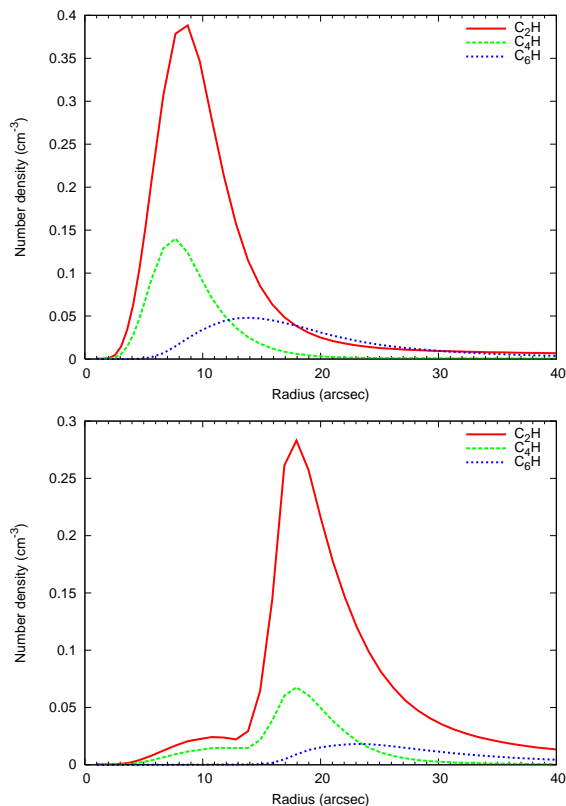 0.4
0.35
0.3
0.25
0.2
0.15
0.1
0.05
0
Number density (cm⁻³)
C₂H
C₄H
C₆H
0 10 20 30 40
Radius (arcsec)
0.3
0.25
0.2
0.15
0.1
0.05
0
Number density (cm⁻³)
C₂H
C₄H
C₆H
0 10 20 30 40
Radius (arcsec)